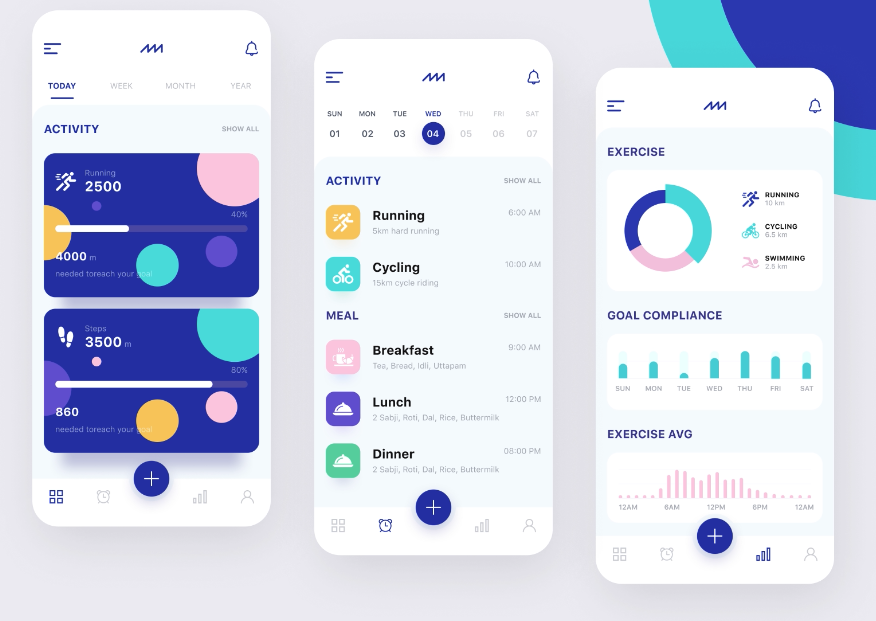 TODAY WEEK MONTH YEAR
ACTIVITY SHOW ALL
Running
2500
40%
4000 m
needed toreach your goal
Steps
3500 m
80%
860
needed toreach your goal
SUN MON TUE WED THU FRI SAT
01 02 03 04 05 06 07
ACTIVITY SHOW ALL
Running 6:00 AM
5km hard running
Cycling 10:00 AM
15km cycle riding
MEAL SHOW ALL
Breakfast 9:00 AM
Tea, Bread, Idli, Uttapam
Lunch 12:00 PM
2 Sabji, Roti, Dal, Rice, Buttermilk
Dinner 08:00 PM
2 Sabji, Roti, Dal, Rice, Buttermilk
EXERCISE
RUNNING
10 km
CYCLING
6.5 km
SWIMMING
2.5 km
GOAL COMPLIANCE
SUN MON TUE WED THU FRI SAT
EXERCISE AVG
12AM 6AM 12PM 6PM 12AM